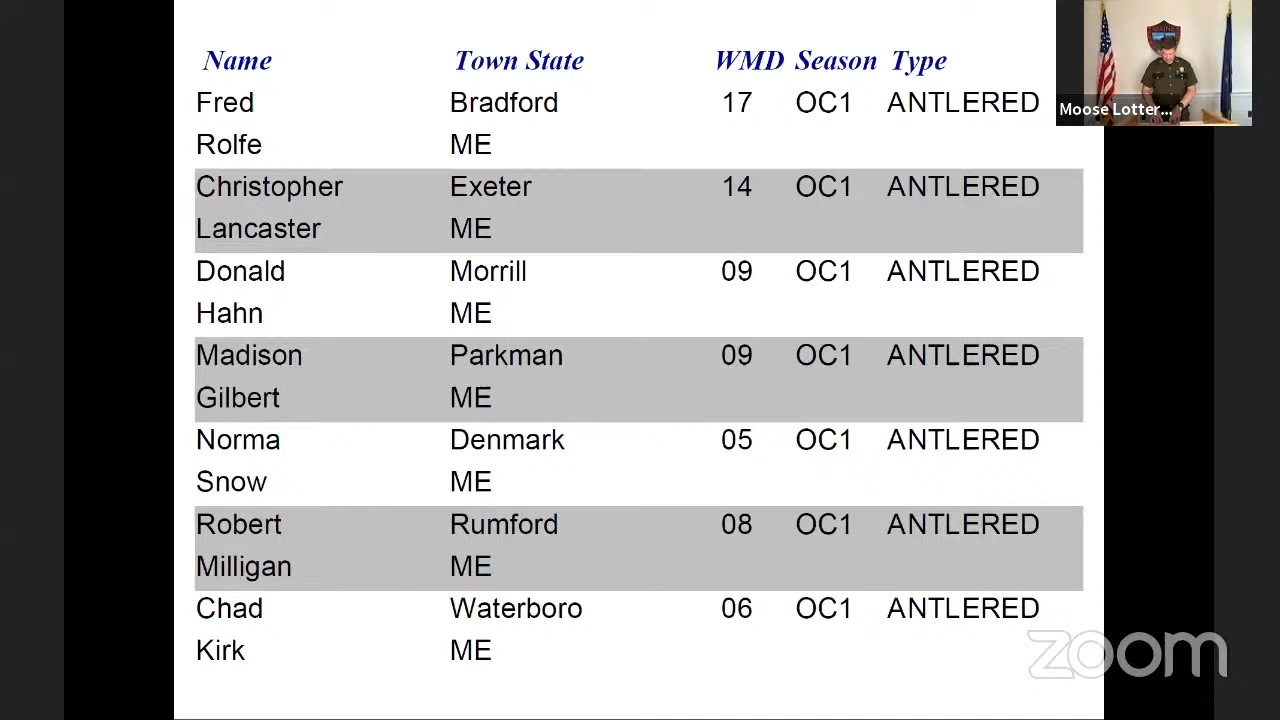 Name Town State WMD Season Type
Fred Bradford 17 OC1 ANTLERED
Rolfe ME
Christopher Exeter 14 OC1 ANTLERED
Lancaster ME
Donald Morrill 09 OC1 ANTLERED
Hahn ME
Madison Parkman 09 OC1 ANTLERED
Gilbert ME
Norma Denmark 05 OC1 ANTLERED
Snow ME
Robert Rumford 08 OC1 ANTLERED
Milligan ME
Chad Waterboro 06 OC1 ANTLERED
Kirk ME
MAINE
Moose Lotter...
zoom